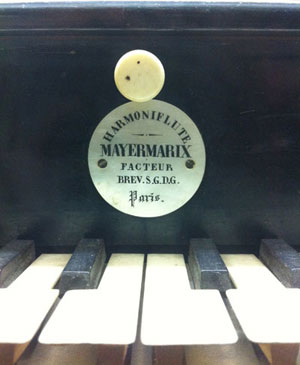 HARMONIFLUTE
MAYERMARIX
FACTEUR
BREV. S.G.D.G.
Paris.